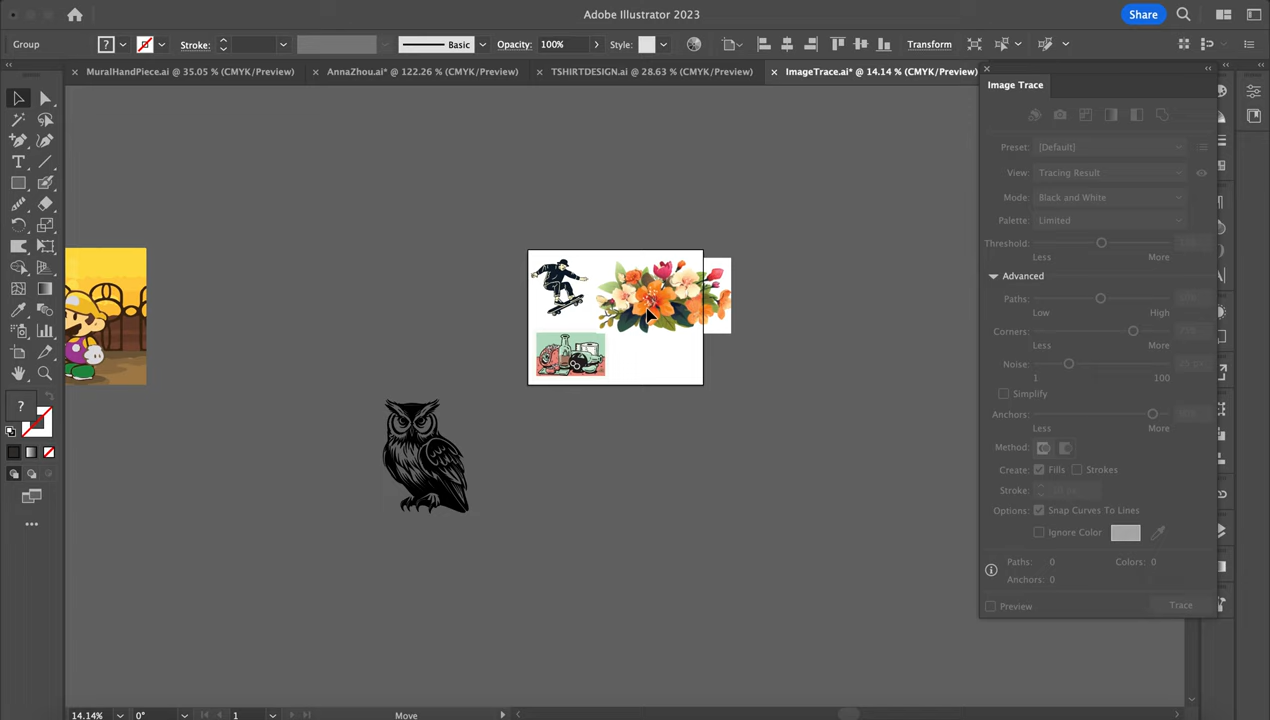 Adobe Illustrator 2023
Share
Group
?
Stroke:
Basic
Opacity: 100%
Style:
Transform
MuralHandPiece.ai @ 35.05 % (CMYK/Preview)
AnnaZhou.ai* @ 122.26 % (CMYK/Preview)
TSHIRTDESIGN.ai @ 28.63 % (CMYK/Preview)
ImageTrace.ai* @ 14.14 % (CMYK/Preview)
Image Trace
Preset: [Default]
View: Tracing Result
Mode: Black and White
Palette: Limited
Threshold:
Less More
Advanced
Paths:
Low High
Corners:
Less More
Noise:
1 100
Simplify
Anchors:
Less More
Method:
Create: Fills Strokes
Stroke:
Options: Snap Curves To Lines
Ignore Color
Paths: 0 Colors: 0
Anchors: 0
Preview Trace
?
14.14% 0° 1 Move